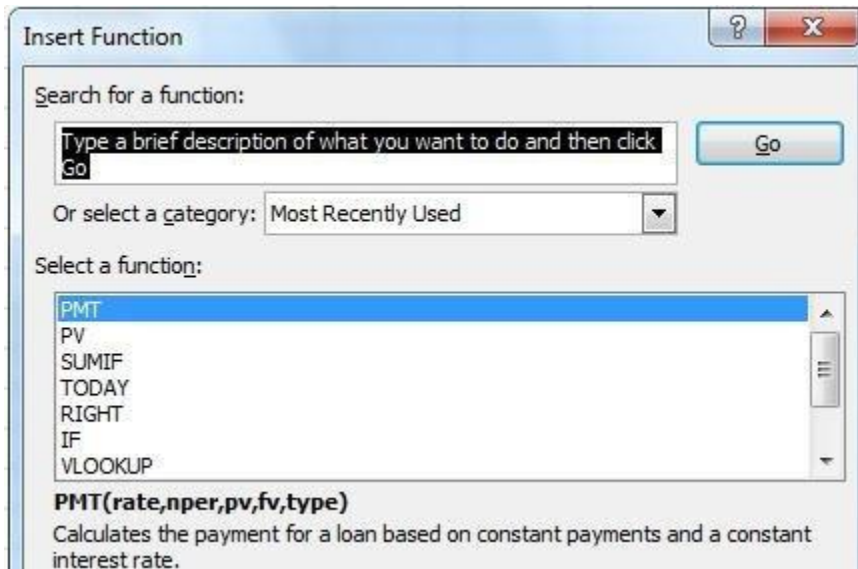 Insert Function
Search for a function:
Type a brief description of what you want to do and then click
Go
Go
Or select a category: Most Recently Used
Select a function:
PMT
PV
SUMIF
TODAY
RIGHT
IF
VLOOKUP
PMT(rate,nper,pv,fv,type)
Calculates the payment for a loan based on constant payments and a constant
interest rate.